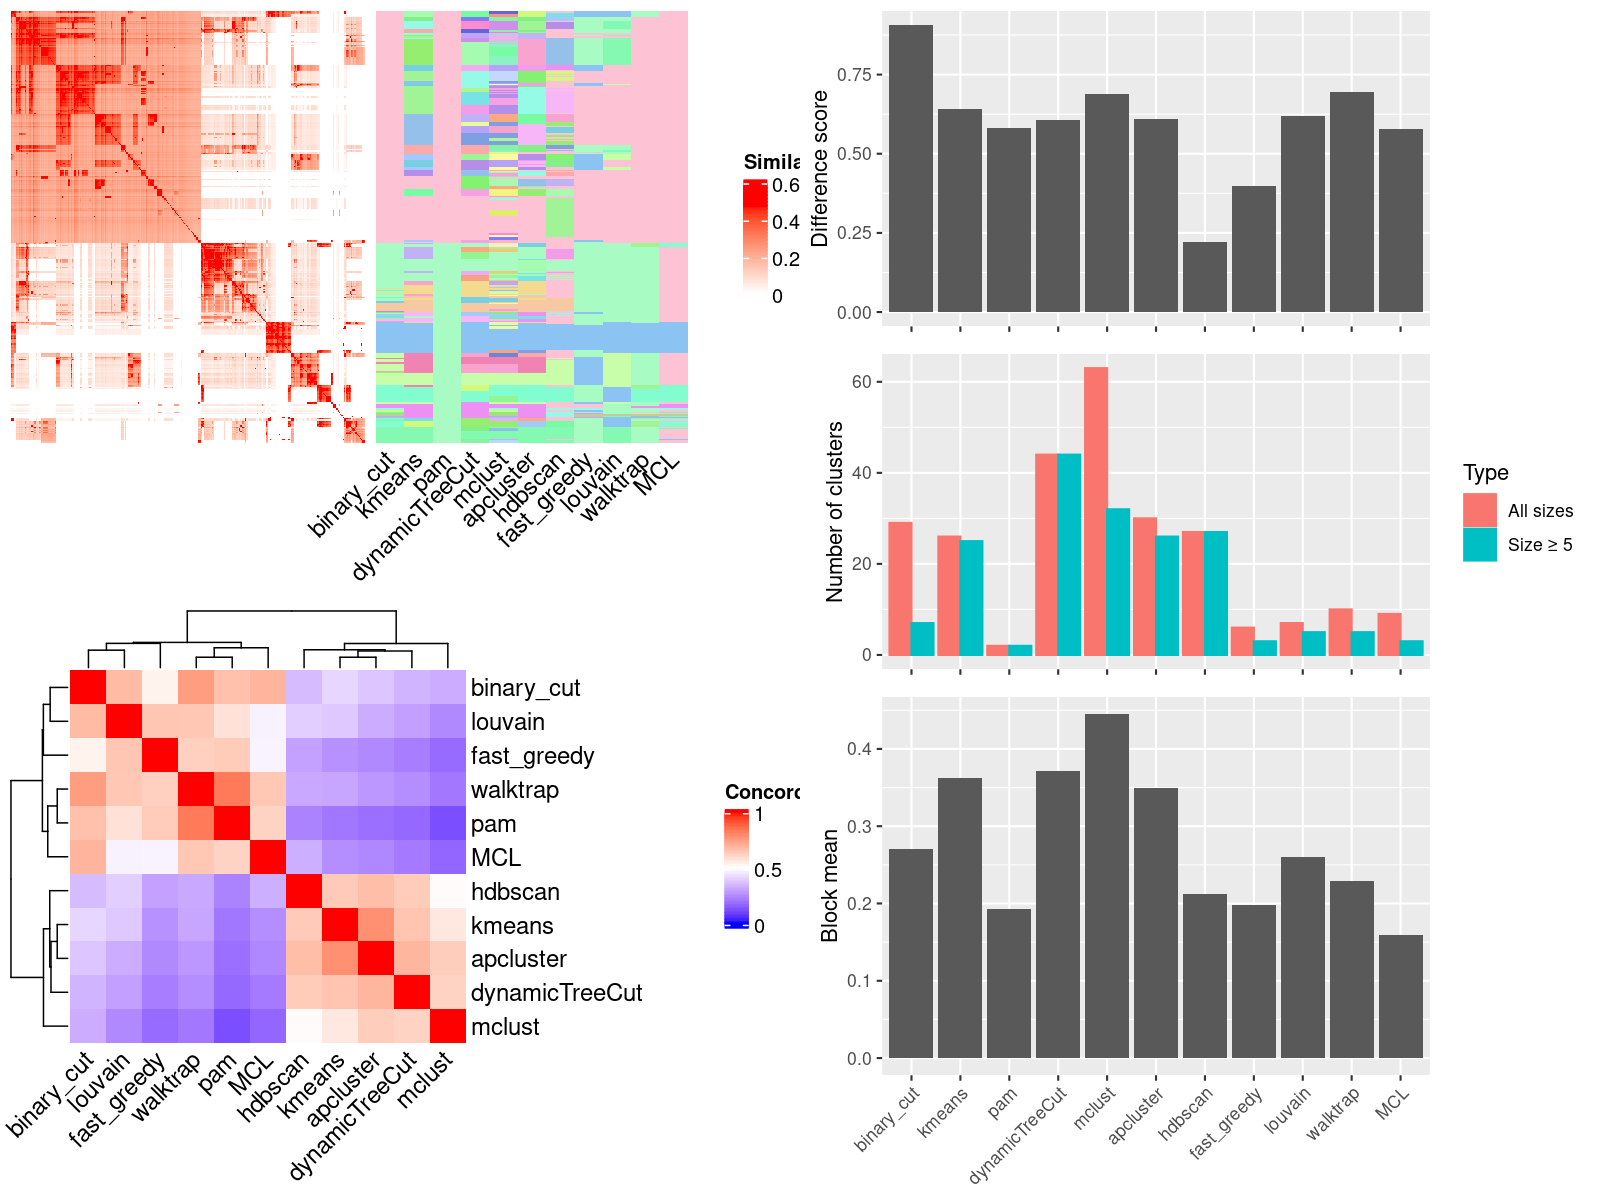 Simila
0.6
0.4
0.2
0
binary_cut
kmeans
pam
dynamicTreeCut
mclust
apcluster
hdbscan
fast_greedy
louvain
walktrap
MCL
binary_cut
louvain
fast_greedy
walktrap
pam
MCL
hdbscan
kmeans
apcluster
dynamicTreeCut
mclust
binary_cut
louvain
fast_greedy
walktrap
pam
MCL
hdbscan
kmeans
apcluster
dynamicTreeCut
mclust
Concord
1
0.5
0
Difference score
0.75
0.50
0.25
0.00
Number of clusters
60
40
20
0
Type
All sizes
Size ≥ 5
Block mean
0.4
0.3
0.2
0.1
0.0
binary_cut
kmeans
pam
dynamicTreeCut
mclust
apcluster
hdbscan
fast_greedy
louvain
walktrap
MCL